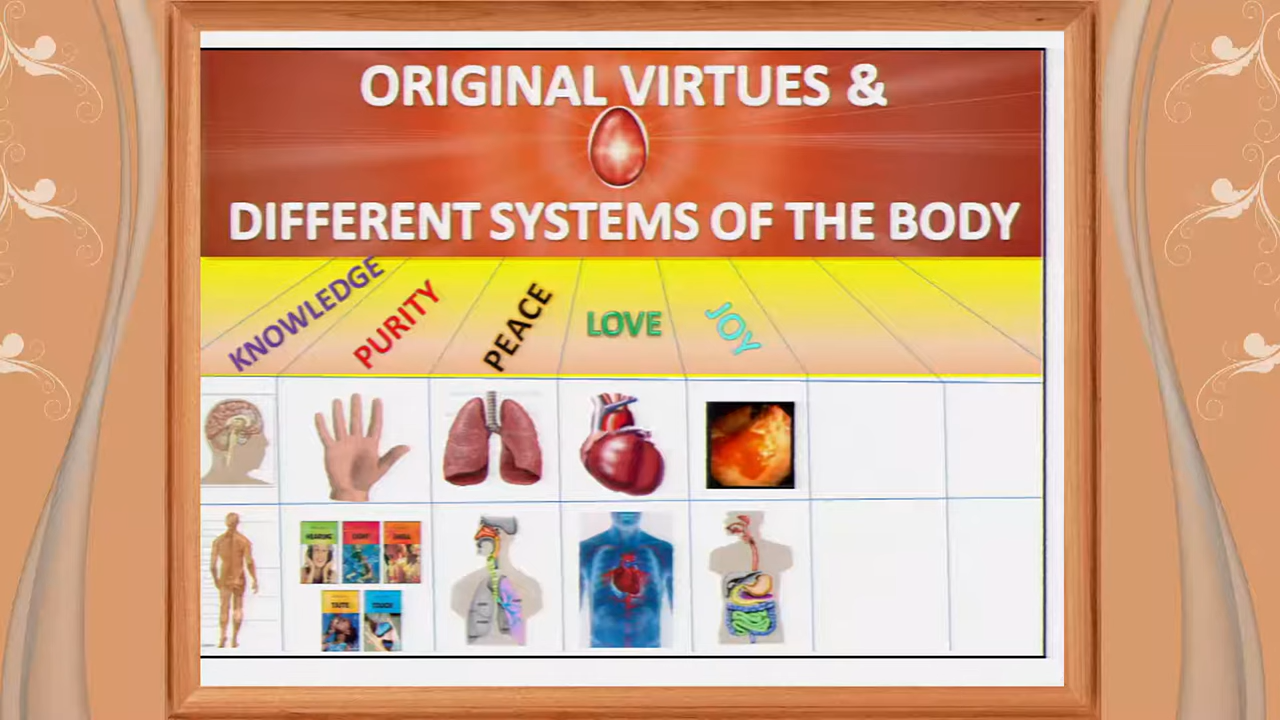 ORIGINAL VIRTUES &
DIFFERENT SYSTEMS OF THE BODY
KNOWLEDGE
PURITY
PEACE
LOVE
JOY
HEARING
SIGHT
SMELL
TASTE
TOUCH